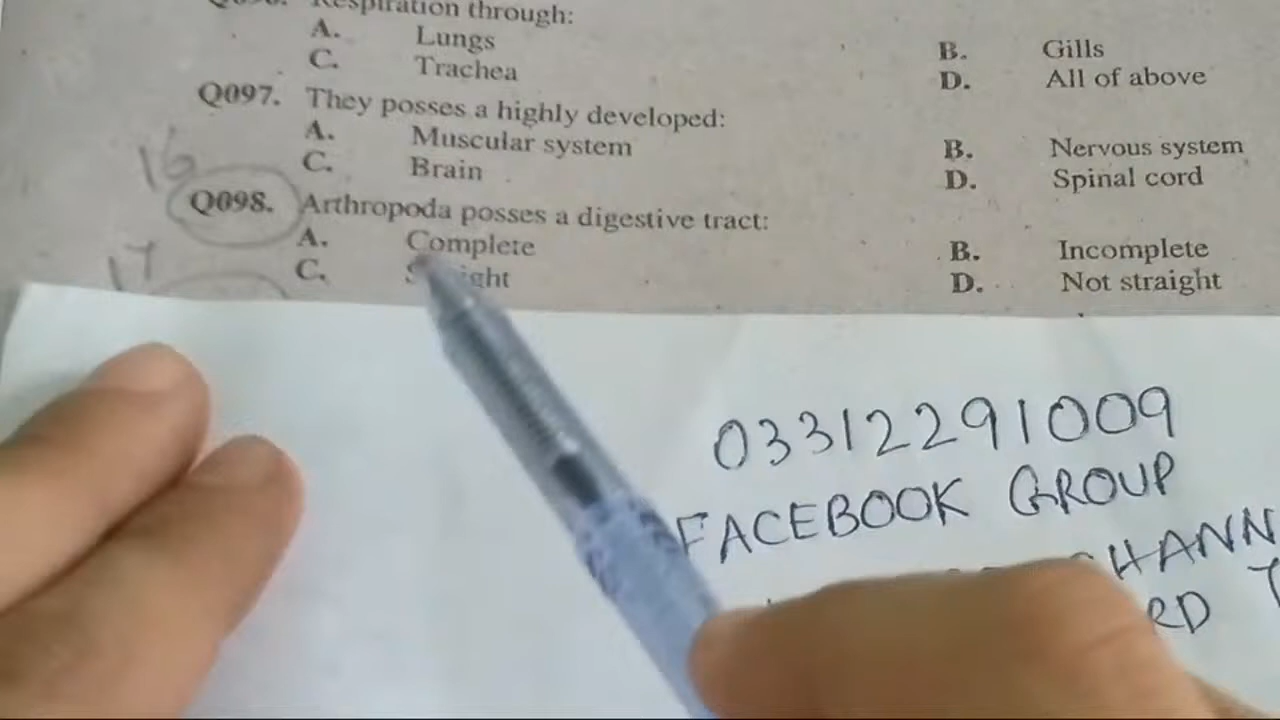 Respiration through:
A. Lungs B. Gills
C. Trachea D. All of above
Q097. They posses a highly developed:
A. Muscular system B. Nervous system
C. Brain D. Spinal cord
16
Q098. Arthropoda posses a digestive tract:
A. Complete B. Incomplete
17
C. D. Not straight
03312291009
FACEBOOK GROUP